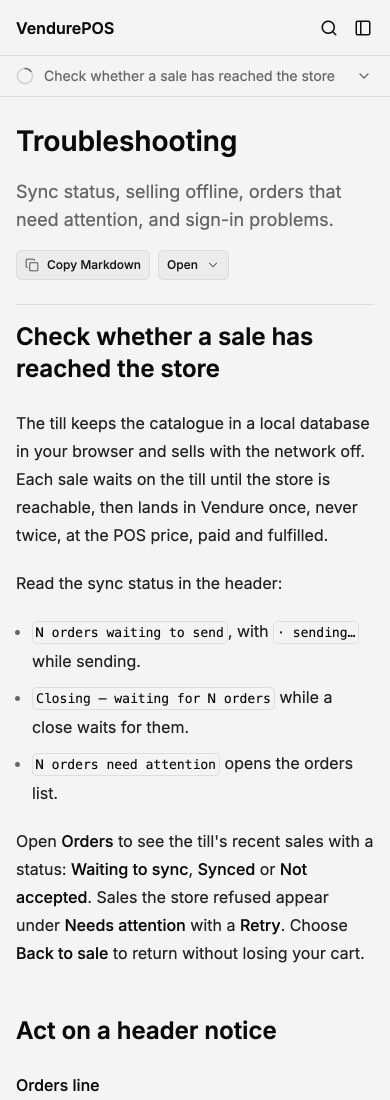 VendurePOS
Check whether a sale has reached the store
Troubleshooting
Sync status, selling offline, orders that
need attention, and sign-in problems.
Copy Markdown
Open
Check whether a sale has
reached the store
The till keeps the catalogue in a local database
in your browser and sells with the network off.
Each sale waits on the till until the store is
reachable, then lands in Vendure once, never
twice, at the POS price, paid and fulfilled.
Read the sync status in the header:
• N orders waiting to send, with · sending…
while sending.
• Closing — waiting for N orders while a
close waits for them.
• N orders need attention opens the orders
list.
Open Orders to see the till's recent sales with a
status: Waiting to sync, Synced or Not
accepted. Sales the store refused appear
under Needs attention with a Retry. Choose
Back to sale to return without losing your cart.
Act on a header notice
Orders line